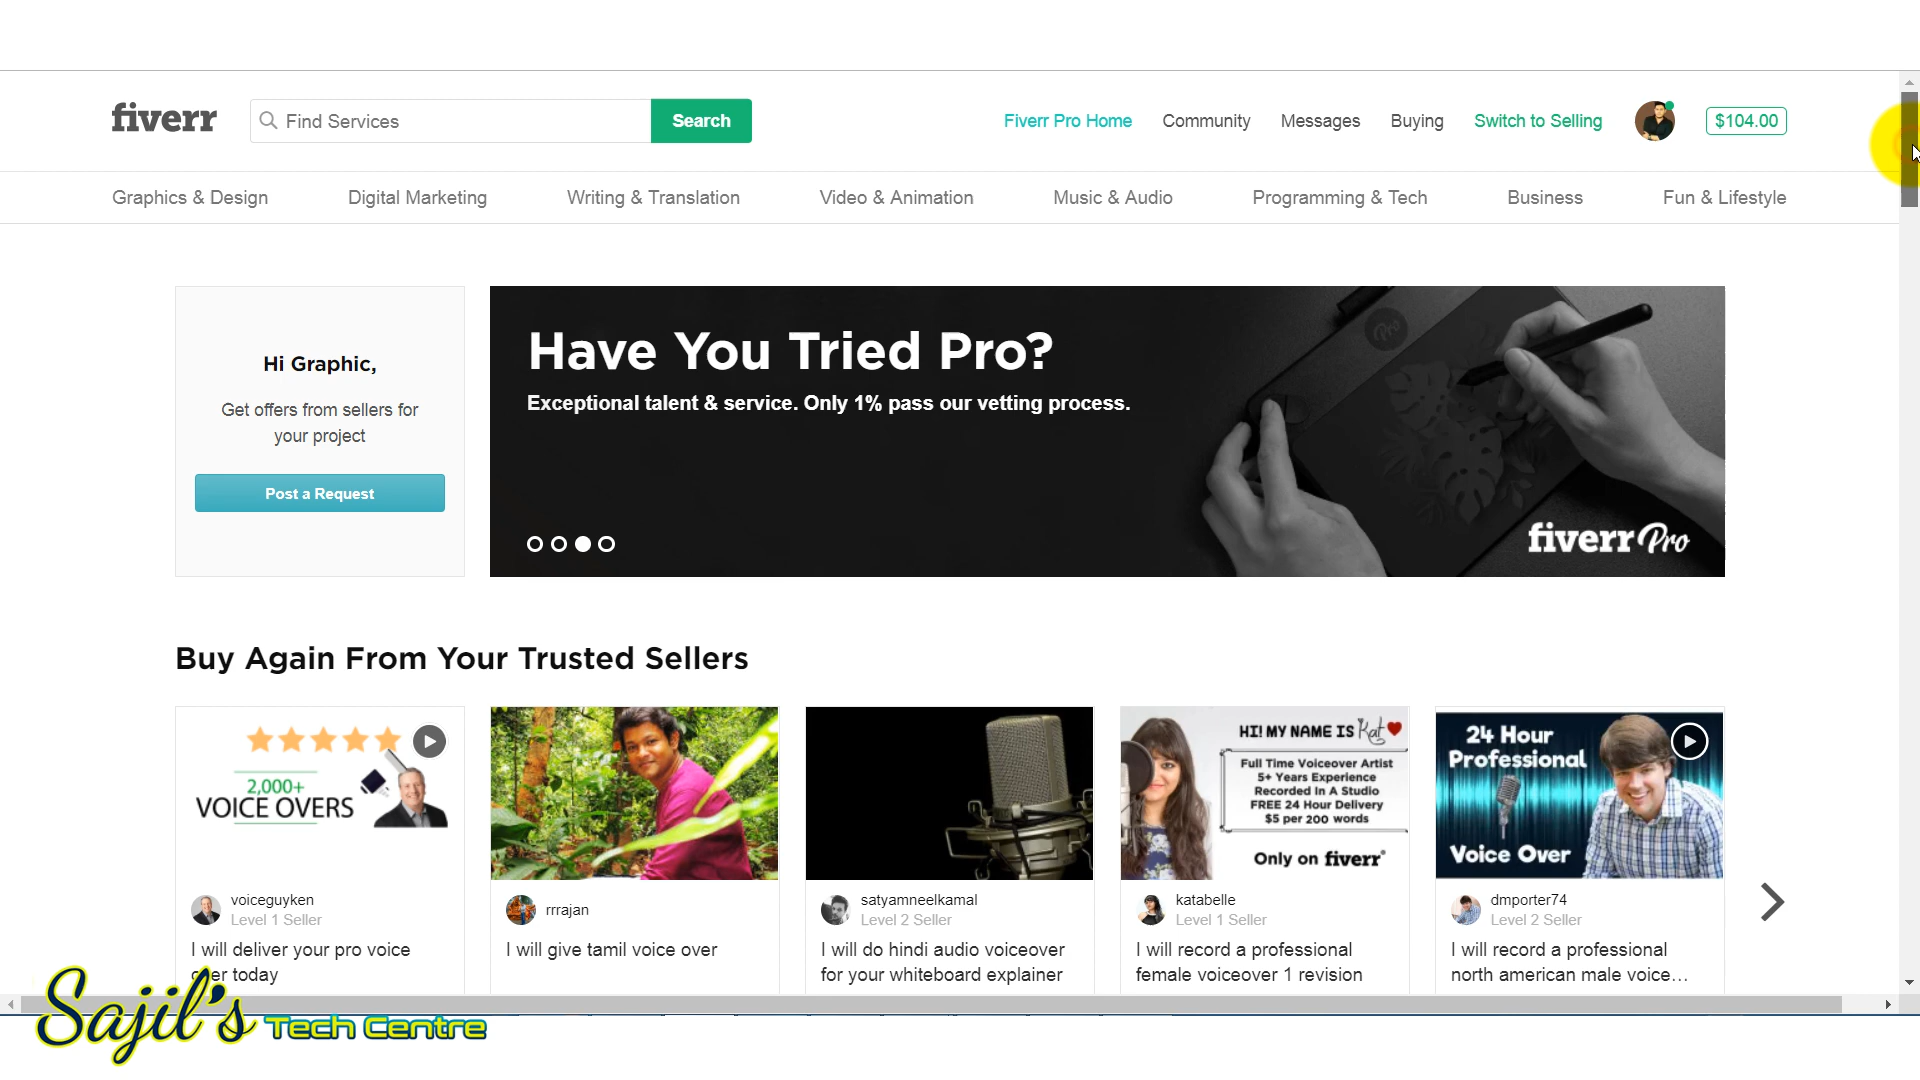 fiverr
Find Services
Search
Fiverr Pro Home
Community
Messages
Buying
Switch to Selling
$104.00
Graphics & Design
Digital Marketing
Writing & Translation
Video & Animation
Music & Audio
Programming & Tech
Business
Fun & Lifestyle
Hi Graphic,
Get offers from sellers for
your project
Post a Request
Have You Tried Pro?
Exceptional talent & service. Only 1% pass our vetting process.
Pro
fiverr Pro
Buy Again From Your Trusted Sellers
2,000+
VOICE OVERS
voiceguyken
Level 1 Seller
I will deliver your pro voice
over today
rrrajan
I will give tamil voice over
satyamneelkamal
Level 2 Seller
I will do hindi audio voiceover
for your whiteboard explainer
HI! MY NAME IS Kat
Full Time Voiceover Artist
5+ Years Experience
Recorded In A Studio
FREE 24 Hour Delivery
$5 per 200 words
Only on fiverr®
katabelle
Level 1 Seller
I will record a professional
female voiceover 1 revision
24 Hour
Professional
Voice Over
dmporter74
Level 2 Seller
I will record a professional
north american male voice...
Sajil's Tech Centre